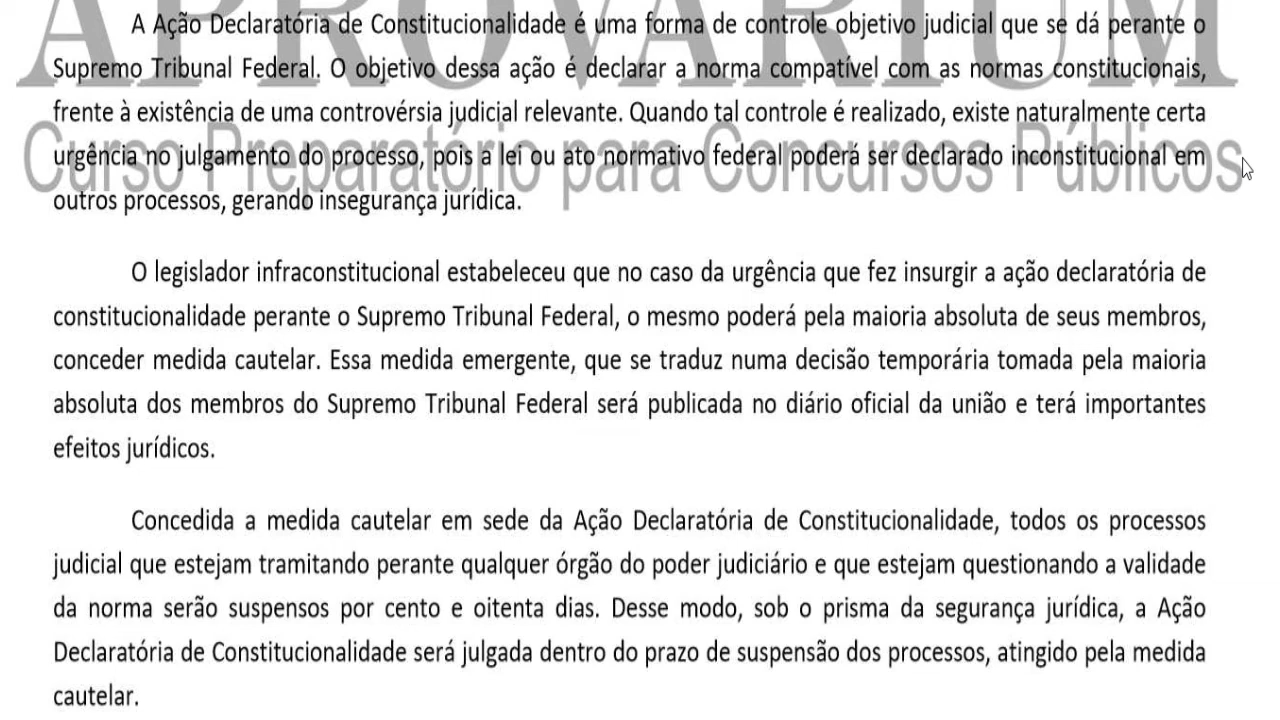 APROVARIUM
A Ação Declaratória de Constitucionalidade é uma forma de controle objetivo judicial que se dá perante o
Supremo Tribunal Federal. O objetivo dessa ação é declarar a norma compatível com as normas constitucionais,
frente à existência de uma controvérsia judicial relevante. Quando tal controle é realizado, existe naturalmente certa
Curso Preparatório para Concursos Públicos
urgência no julgamento do processo, pois a lei ou ato normativo federal poderá ser declarado inconstitucional em
outros processos, gerando insegurança jurídica.
O legislador infraconstitucional estabeleceu que no caso da urgência que fez insurgir a ação declaratória de
constitucionalidade perante o Supremo Tribunal Federal, o mesmo poderá pela maioria absoluta de seus membros,
conceder medida cautelar. Essa medida emergente, que se traduz numa decisão temporária tomada pela maioria
absoluta dos membros do Supremo Tribunal Federal será publicada no diário oficial da união e terá importantes
efeitos jurídicos.
Concedida a medida cautelar em sede da Ação Declaratória de Constitucionalidade, todos os processos
judicial que estejam tramitando perante qualquer órgão do poder judiciário e que estejam questionando a validade
da norma serão suspensos por cento e oitenta dias. Desse modo, sob o prisma da segurança jurídica, a Ação
Declaratória de Constitucionalidade será julgada dentro do prazo de suspensão dos processos, atingido pela medida
cautelar.